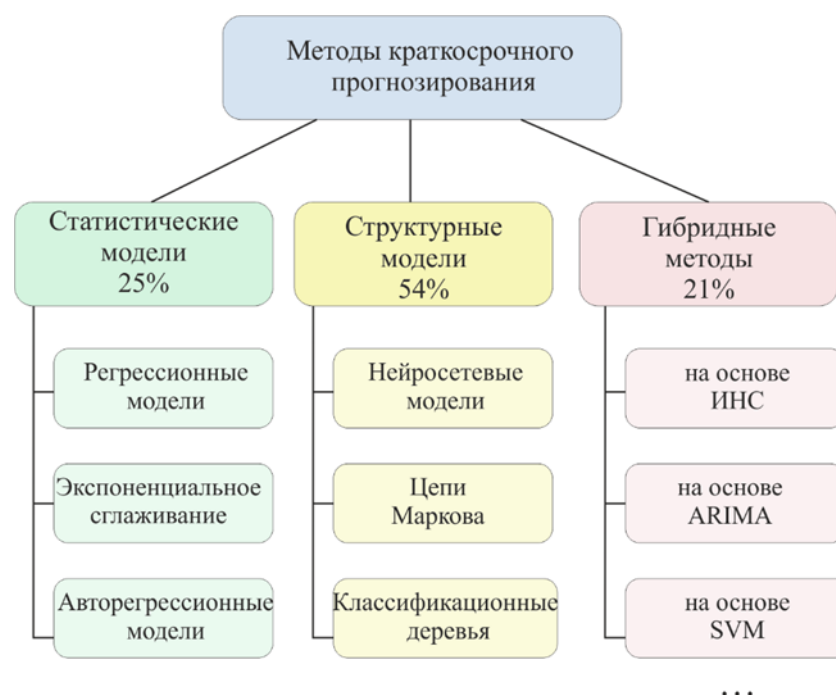 Методы краткосрочного
прогнозирования
Статистические
модели
25%
Структурные
модели
54%
Гибридные
методы
21%
Регрессионные
модели
Нейросетевые
модели
на основе
ИНС
Экспоненциальное
сглаживание
Цепи
Маркова
на основе
ARIMA
Авторегрессионные
модели
Классификационные
деревья
на основе
SVM
...